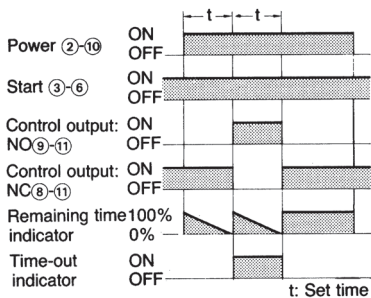 t t
Power ②-⑩ ON
OFF
Start ③-⑥ ON
OFF
Control output: ON
NO⑨-⑪ OFF
Control output: ON
NC⑧-⑪ OFF
Remaining time 100%
indicator 0%
Time-out ON
indicator OFF
t: Set time